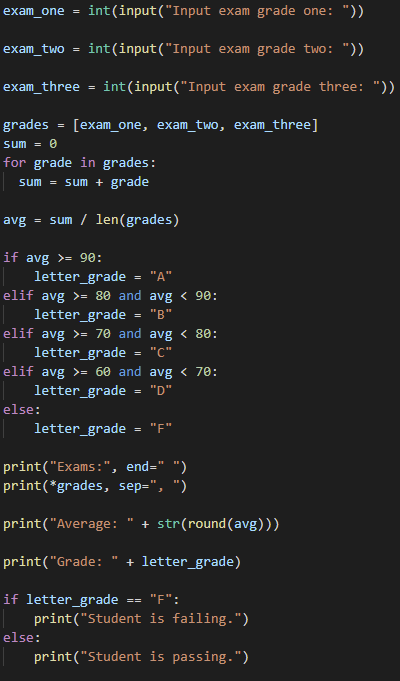 exam_one = int(input("Input exam grade one: "))
exam_two = int(input("Input exam grade two: "))
exam_three = int(input("Input exam grade three: "))
grades = [exam_one, exam_two, exam_three]
sum = 0
for grade in grades:
  sum = sum + grade
avg = sum / len(grades)
if avg >= 90:
    letter_grade = "A"
elif avg >= 80 and avg < 90:
    letter_grade = "B"
elif avg >= 70 and avg < 80:
    letter_grade = "C"
elif avg >= 60 and avg < 70:
    letter_grade = "D"
else:
    letter_grade = "F"
print("Exams:", end=" ")
print(*grades, sep=", ")
print("Average: " + str(round(avg)))
print("Grade: " + letter_grade)
if letter_grade == "F":
    print("Student is failing.")
else:
    print("Student is passing.")